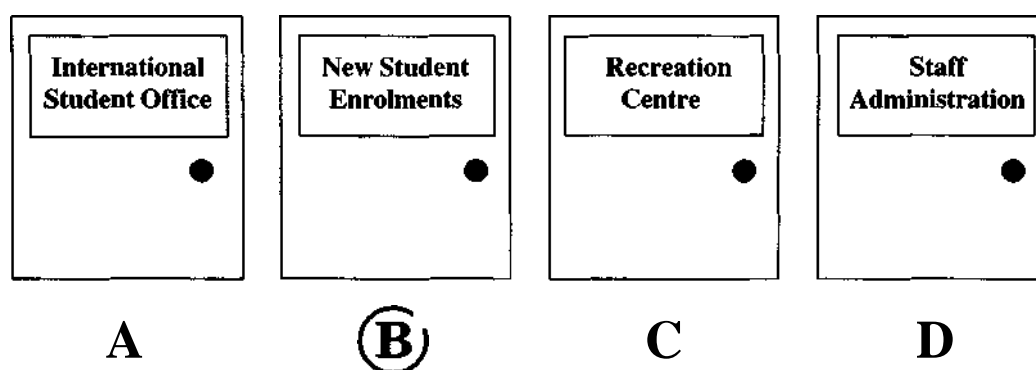 International
Student Office
New Student
Enrolments
Recreation
Centre
Staff
Administration
A
B
C
D